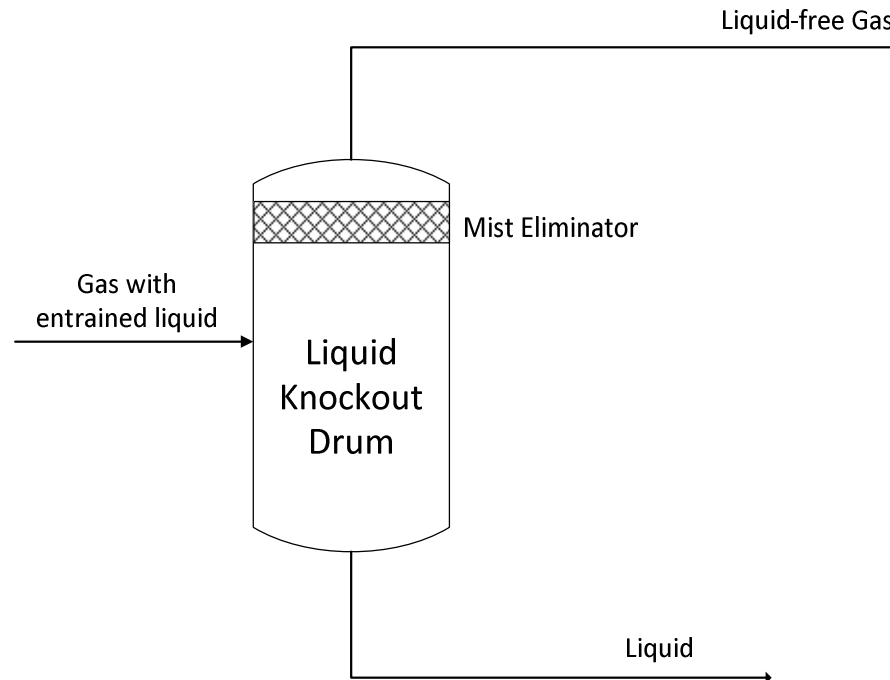 Liquid-free Gas
Mist Eliminator
Gas with
entrained liquid
Liquid
Knockout
Drum
Liquid